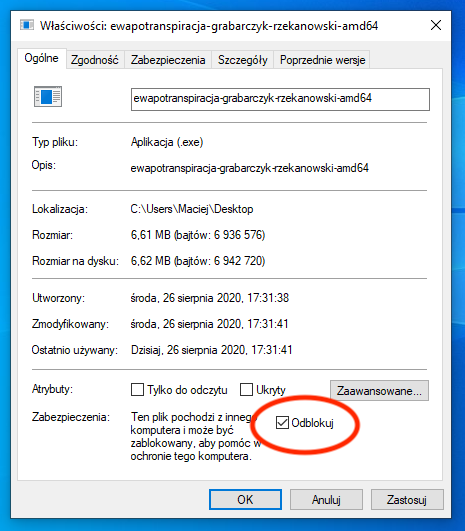 Właściwości: ewapotranspiracja-grabarczyk-rzekanowski-amd64
Ogólne Zgodność Zabezpieczenia Szczegóły Poprzednie wersje
ewapotranspiracja-grabarczyk-rzekanowski-amd64
Typ pliku: Aplikacja (.exe)
Opis: ewapotranspiracja-grabarczyk-rzekanowski-amd64
Lokalizacja: C:\Users\Maciej\Desktop
Rozmiar: 6,61 MB (bajtów: 6 936 576)
Rozmiar na dysku: 6,62 MB (bajtów: 6 942 720)
Utworzony: środa, 26 sierpnia 2020, 17:31:38
Zmodyfikowany: środa, 26 sierpnia 2020, 17:31:41
Ostatnio używany: Dzisiaj, 26 sierpnia 2020, 17:31:41
Atrybuty: Tylko do odczytu Ukryty Zaawansowane...
Zabezpieczenia: Ten plik pochodzi z innego
komputera i może być
zablokowany, aby pomóc w
ochronie tego komputera.
Odblokuj
OK Anuluj Zastosuj